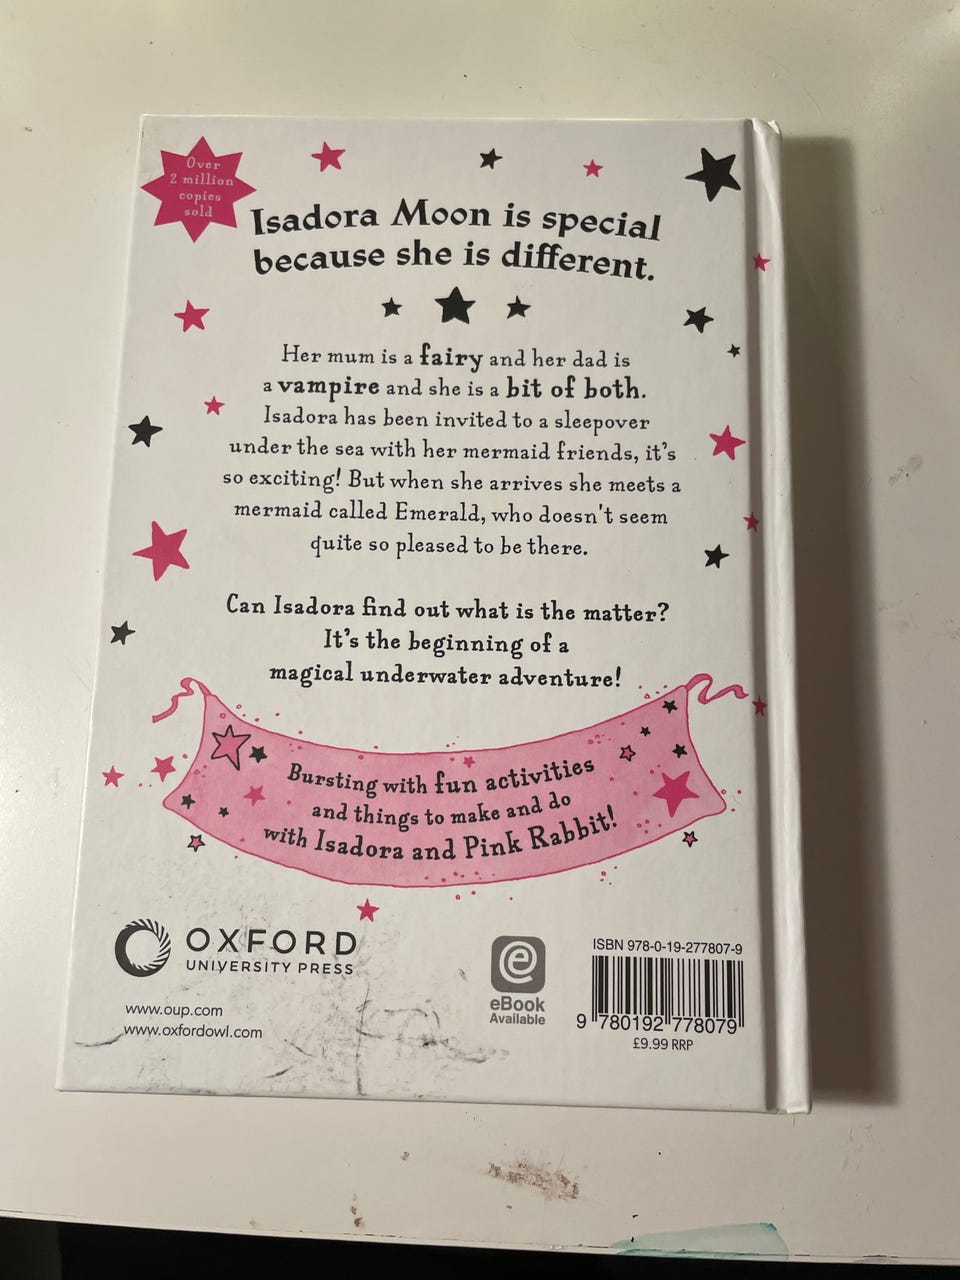 Over
2 million
copies
sold
Isadora Moon is special
because she is different.
Her mum is a fairy and her dad is
a vampire and she is a bit of both.
Isadora has been invited to a sleepover
under the sea with her mermaid friends, it's
so exciting! But when she arrives she meets a
mermaid called Emerald, who doesn't seem
quite so pleased to be there.
Can Isadora find out what is the matter?
It's the beginning of a
magical underwater adventure!
Bursting with fun activities
and things to make and do
with Isadora and Pink Rabbit!
OXFORD
UNIVERSITY PRESS
www.oup.com
www.oxfordowl.com
e
eBook
Available
ISBN 978-0-19-277807-9
9 780192 778079
£9.99 RRP